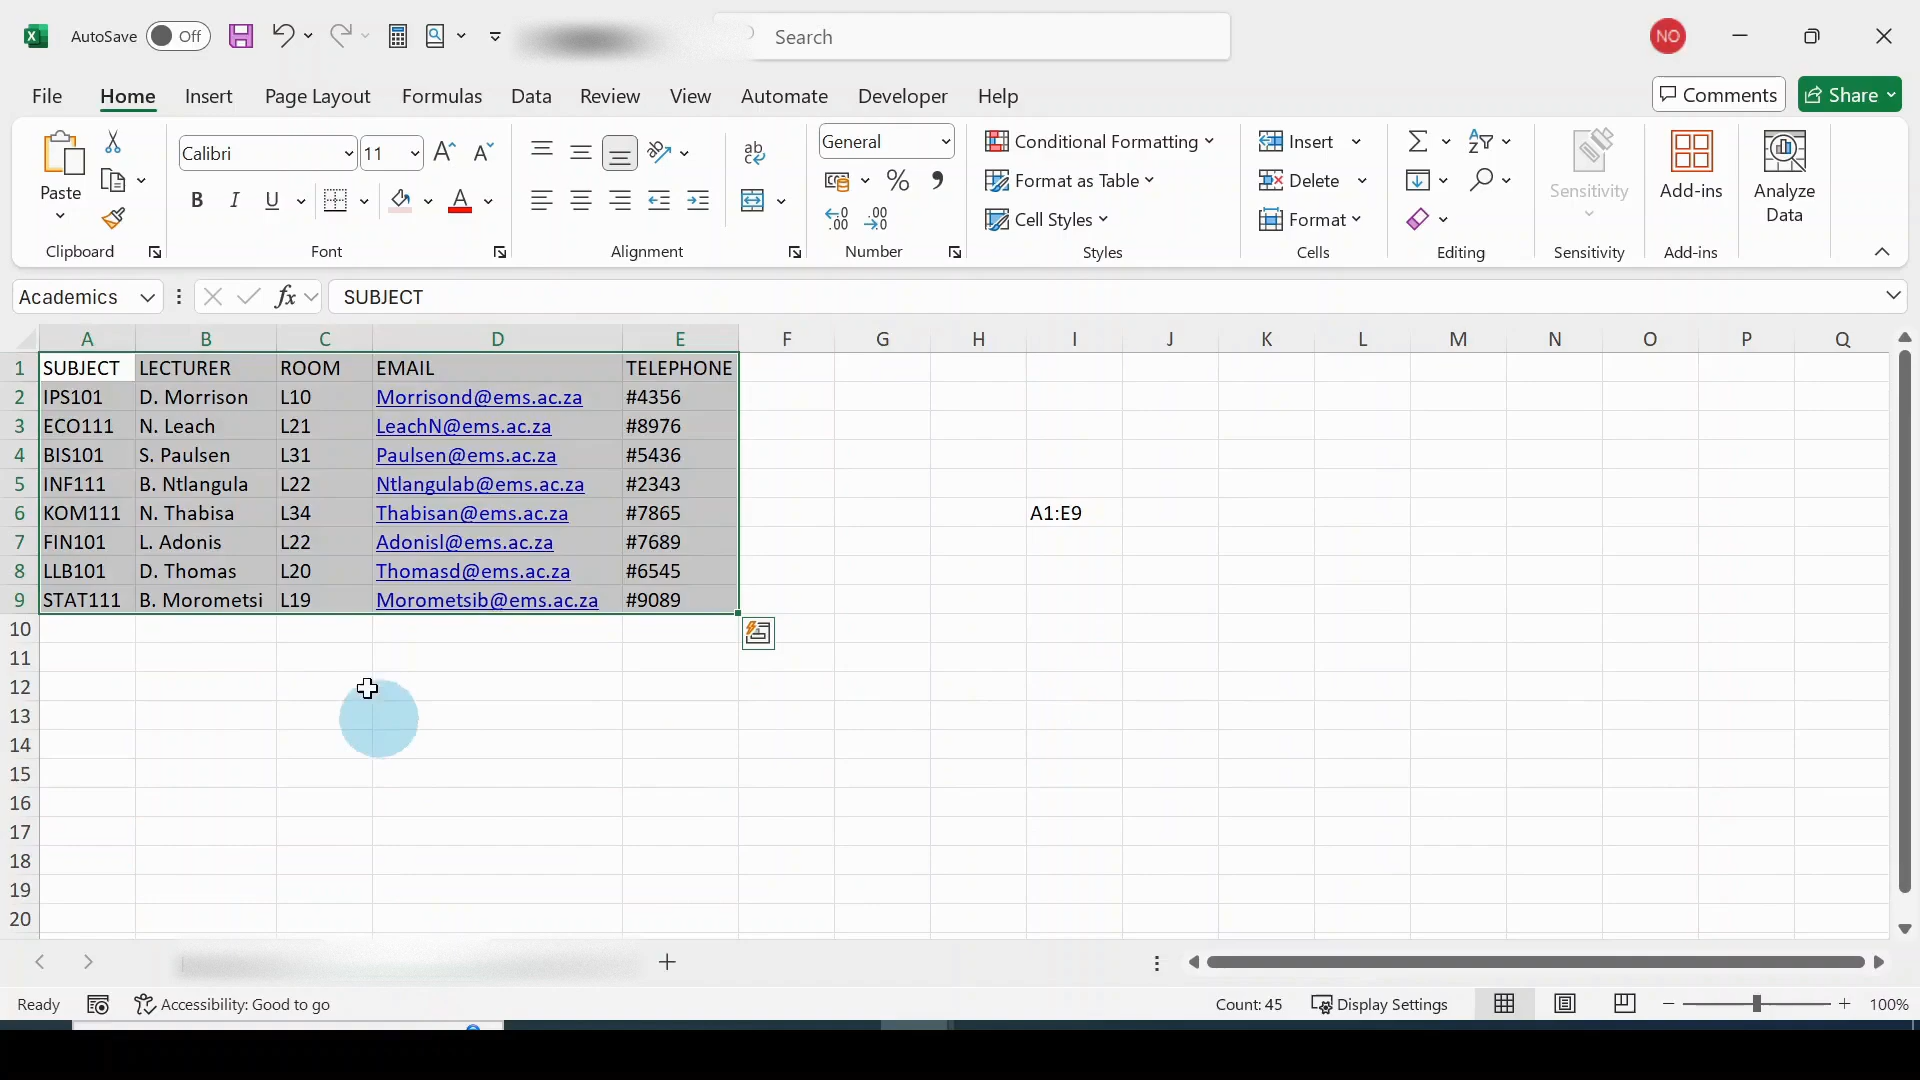 AutoSave Off Search NO
File Home Insert Page Layout Formulas Data Review View Automate Developer Help Comments Share
Paste Calibri 11 General Conditional Formatting Insert Sensitivity Add-ins Analyze Data
B I U A % Format as Table Delete
Cell Styles Format
Clipboard Font Alignment Number Styles Cells Editing Sensitivity Add-ins
Academics fx SUBJECT
A B C D E F G H I J K L M N O P Q
1 SUBJECT LECTURER ROOM EMAIL TELEPHONE
2 IPS101 D. Morrison L10 Morrisond@ems.ac.za #4356
3 ECO111 N. Leach L21 LeachN@ems.ac.za #8976
4 BIS101 S. Paulsen L31 Paulsen@ems.ac.za #5436
5 INF111 B. Ntlangula L22 Ntlangulab@ems.ac.za #2343
6 KOM111 N. Thabisa L34 Thabisan@ems.ac.za #7865 A1:E9
7 FIN101 L. Adonis L22 Adonisl@ems.ac.za #7689
8 LLB101 D. Thomas L20 Thomasd@ems.ac.za #6545
9 STAT111 B. Morometsi L19 Morometsib@ems.ac.za #9089
10
11
12
13
14
15
16
17
18
19
20
Ready Accessibility: Good to go Count: 45 Display Settings 100%